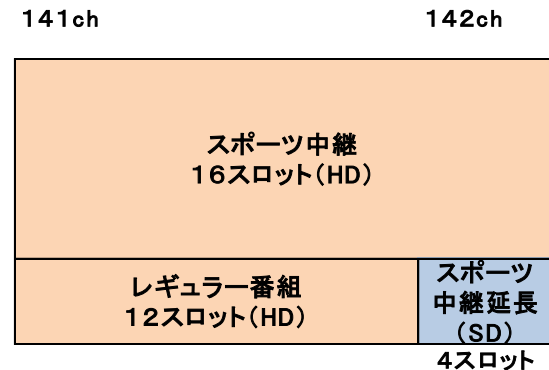 141ch
142ch
スポーツ中継
16スロット（HD）
レギュラー番組
12スロット（HD）
スポーツ
中継延長
（SD）
4スロット